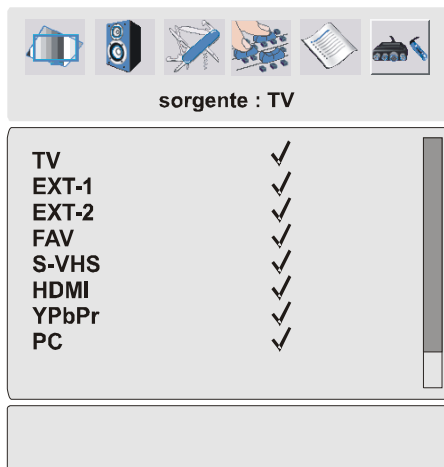 sorgente : TV
TV
EXT-1
EXT-2
FAV
S-VHS
HDMI
YPbPr
PC